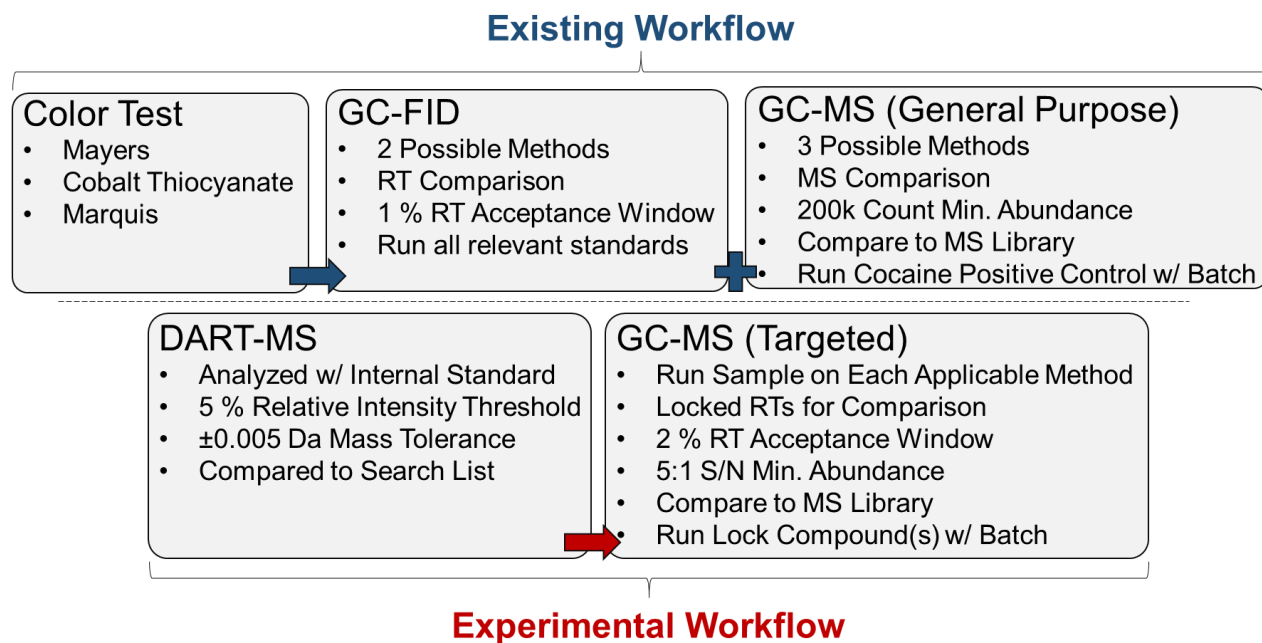 Existing Workflow
Color Test
• Mayers
• Cobalt Thiocyanate
• Marquis
GC-FID
• 2 Possible Methods
• RT Comparison
• 1 % RT Acceptance Window
• Run all relevant standards
GC-MS (General Purpose)
• 3 Possible Methods
• MS Comparison
• 200k Count Min. Abundance
• Compare to MS Library
• Run Cocaine Positive Control w/ Batch
DART-MS
• Analyzed w/ Internal Standard
• 5 % Relative Intensity Threshold
• ±0.005 Da Mass Tolerance
• Compared to Search List
GC-MS (Targeted)
• Run Sample on Each Applicable Method
• Locked RTs for Comparison
• 2 % RT Acceptance Window
• 5:1 S/N Min. Abundance
• Compare to MS Library
• Run Lock Compound(s) w/ Batch
Experimental Workflow